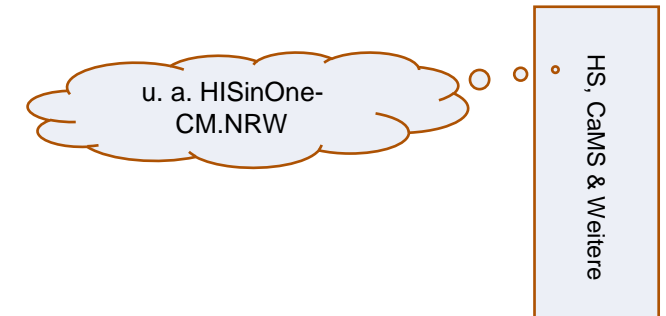 u. a. HISinOne-
CM.NRW
HS, CaMS & Weitere